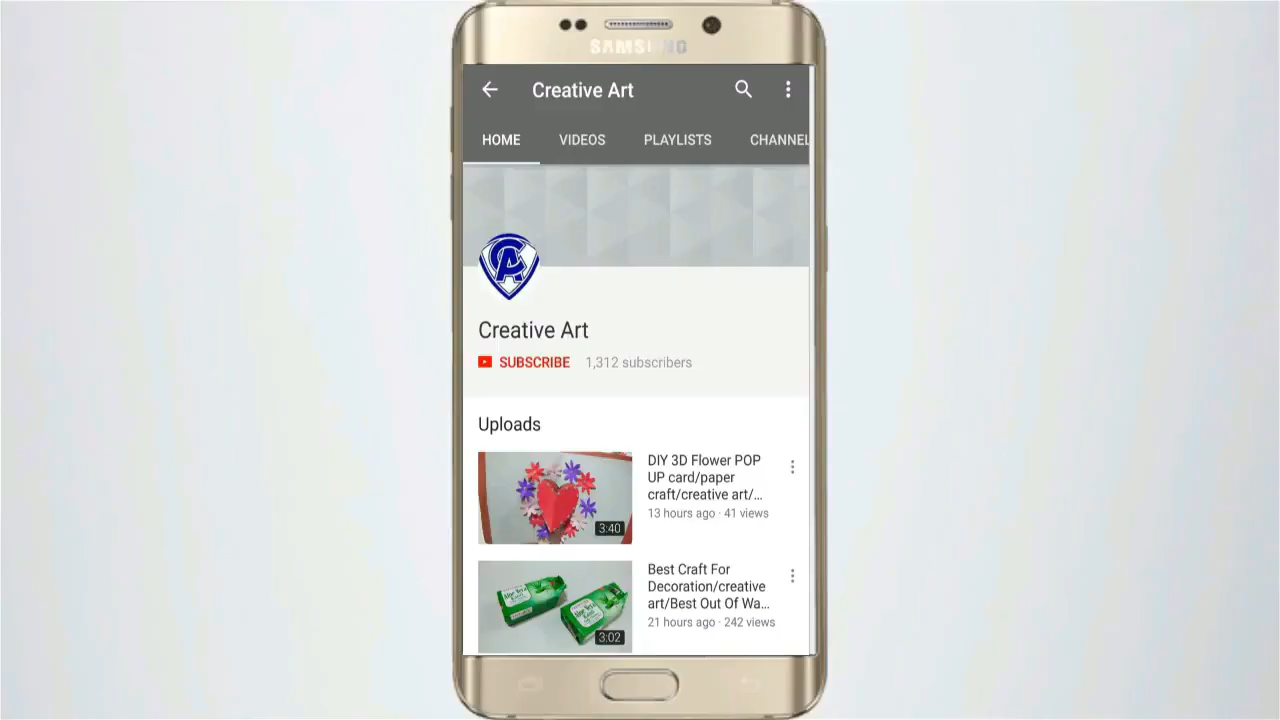 SAMSUNG
Creative Art
HOME VIDEOS PLAYLISTS CHANNEL
CA
Creative Art
SUBSCRIBE 1,312 subscribers
Uploads
DIY 3D Flower POP
UP card/paper
craft/creative art/...
13 hours ago · 41 views
3:40
Best Craft For
Decoration/creative
art/Best Out Of Wa...
21 hours ago · 242 views
3:02